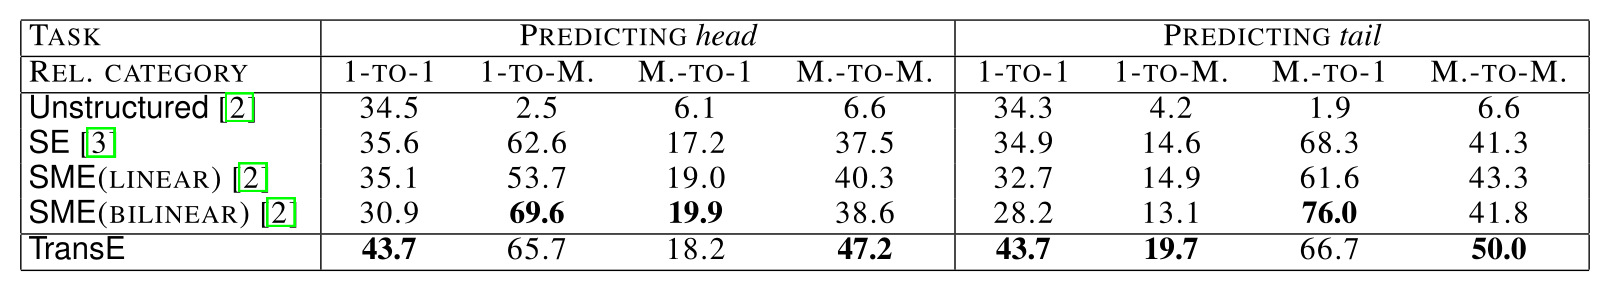 TASK PREDICTING head PREDICTING tail
REL. CATEGORY 1-TO-1 1-TO-M. M.-TO-1 M.-TO-M. 1-TO-1 1-TO-M. M.-TO-1 M.-TO-M.
Unstructured [2] 34.5 2.5 6.1 6.6 34.3 4.2 1.9 6.6
SE [3] 35.6 62.6 17.2 37.5 34.9 14.6 68.3 41.3
SME(LINEAR) [2] 35.1 53.7 19.0 40.3 32.7 14.9 61.6 43.3
SME(BILINEAR) [2] 30.9 69.6 19.9 38.6 28.2 13.1 76.0 41.8
TransE 43.7 65.7 18.2 47.2 43.7 19.7 66.7 50.0